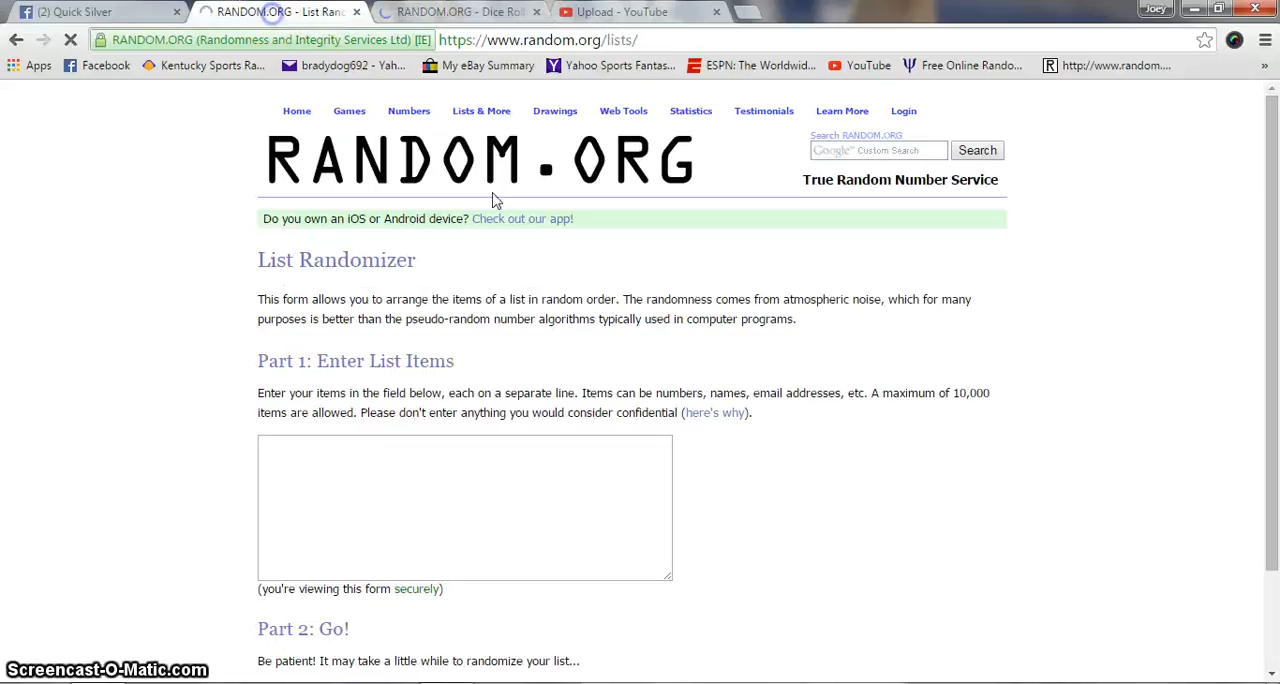 (2) Quick Silver
RANDOM.ORG - List Ranc
RANDOM.ORG - Dice Roll
Upload - YouTube
Joey
RANDOM.ORG (Randomness and Integrity Services Ltd) [IE]
https://www.random.org/lists/
Apps
Facebook
Kentucky Sports Ra...
bradydog692 - Yah...
My eBay Summary
Yahoo Sports Fantas...
ESPN: The Worldwid...
YouTube
Free Online Rando...
http://www.random....
»
Home Games Numbers Lists & More Drawings Web Tools Statistics Testimonials Learn More Login
RANDOM.ORG
Search RANDOM.ORG
Google™ Custom Search
Search
True Random Number Service
Do you own an iOS or Android device? Check out our app!
List Randomizer
This form allows you to arrange the items of a list in random order. The randomness comes from atmospheric noise, which for many
purposes is better than the pseudo-random number algorithms typically used in computer programs.
Part 1: Enter List Items
Enter your items in the field below, each on a separate line. Items can be numbers, names, email addresses, etc. A maximum of 10,000
items are allowed. Please don't enter anything you would consider confidential (here's why).
(you're viewing this form securely)
Part 2: Go!
Be patient! It may take a little while to randomize your list...
Screencast-O-Matic.com